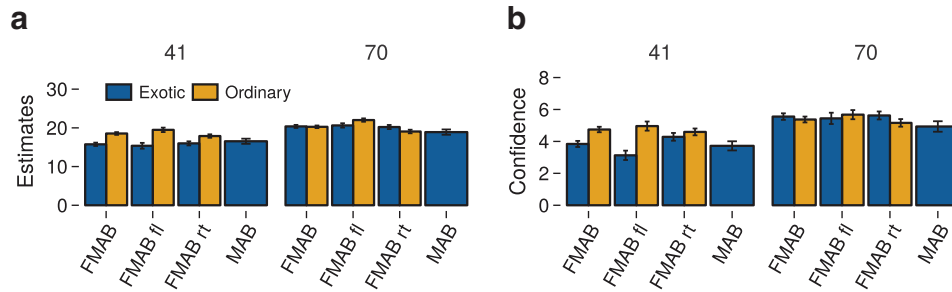 a
41
70
Estimates
30
20
10
0
Exotic
Ordinary
FMAB
FMAB fl
FMAB rt
MAB
FMAB
FMAB fl
FMAB rt
MAB
b
41
70
Confidence
8
6
4
2
0
FMAB
FMAB fl
FMAB rt
MAB
FMAB
FMAB fl
FMAB rt
MAB